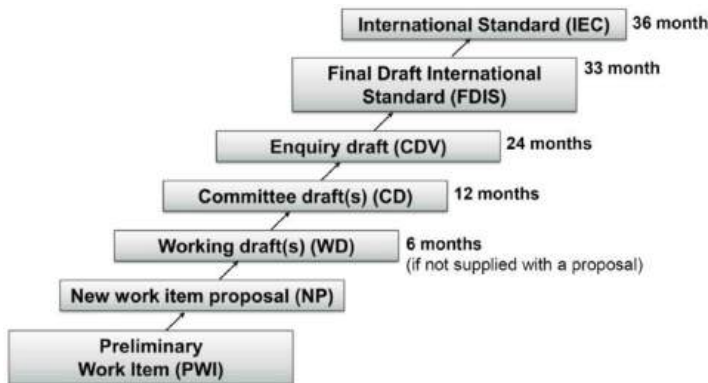 International Standard (IEC) 36 month
Final Draft International 33 month
Standard (FDIS)
Enquiry draft (CDV) 24 months
Committee draft(s) (CD) 12 months
Working draft(s) (WD) 6 months
(if not supplied with a proposal)
New work item proposal (NP)
Preliminary
Work Item (PWI)